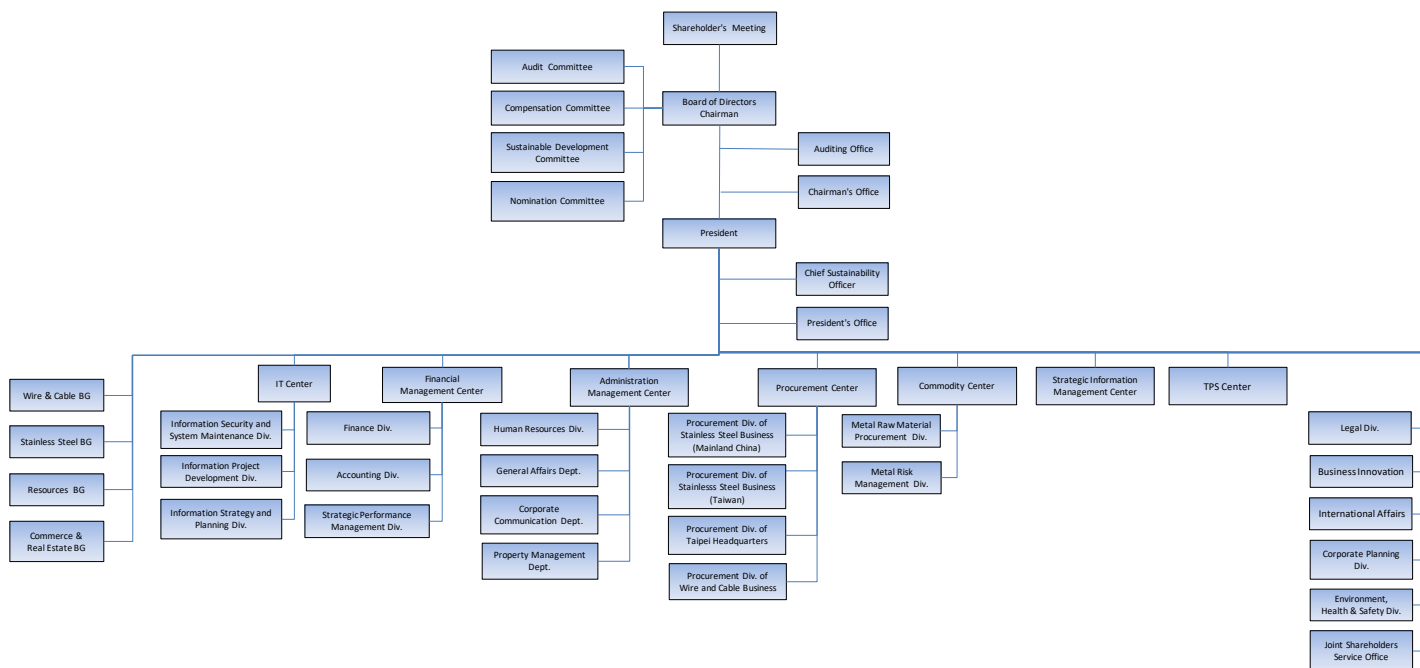 Shareholder's Meeting
Audit Committee
Compensation Committee
Sustainable Development
Committee
Nomination Committee
Board of Directors
Chairman
Auditing Office
Chairman's Office
President
Chief Sustainability
Officer
President's Office
Wire & Cable BG
Stainless Steel BG
Resources BG
Commerce &
Real Estate BG
IT Center
Information Security and
System Maintenance Div.
Information Project
Development Div.
Information Strategy and
Planning Div.
Financial
Management Center
Finance Div.
Accounting Div.
Strategic Performance
Management Div.
Administration
Management Center
Human Resources Div.
General Affairs Dept.
Corporate
Communication Dept.
Property Management
Dept.
Procurement Center
Procurement Div. of
Stainless Steel Business
(Mainland China)
Procurement Div. of
Stainlesss Steel Business
(Taiwan)
Procurement Div. of
Taipei Headquarters
Procurement Div. of
Wire and Cable Business
Commodity Center
Metal Raw Material
Procurement Div.
Metal Risk
Management Div.
Strategic Information
Management Center
TPS Center
Legal Div.
Business Innovation
International Affairs
Corporate Planning
Div.
Environment,
Health & Safety Div.
Joint Shareholders
Service Office